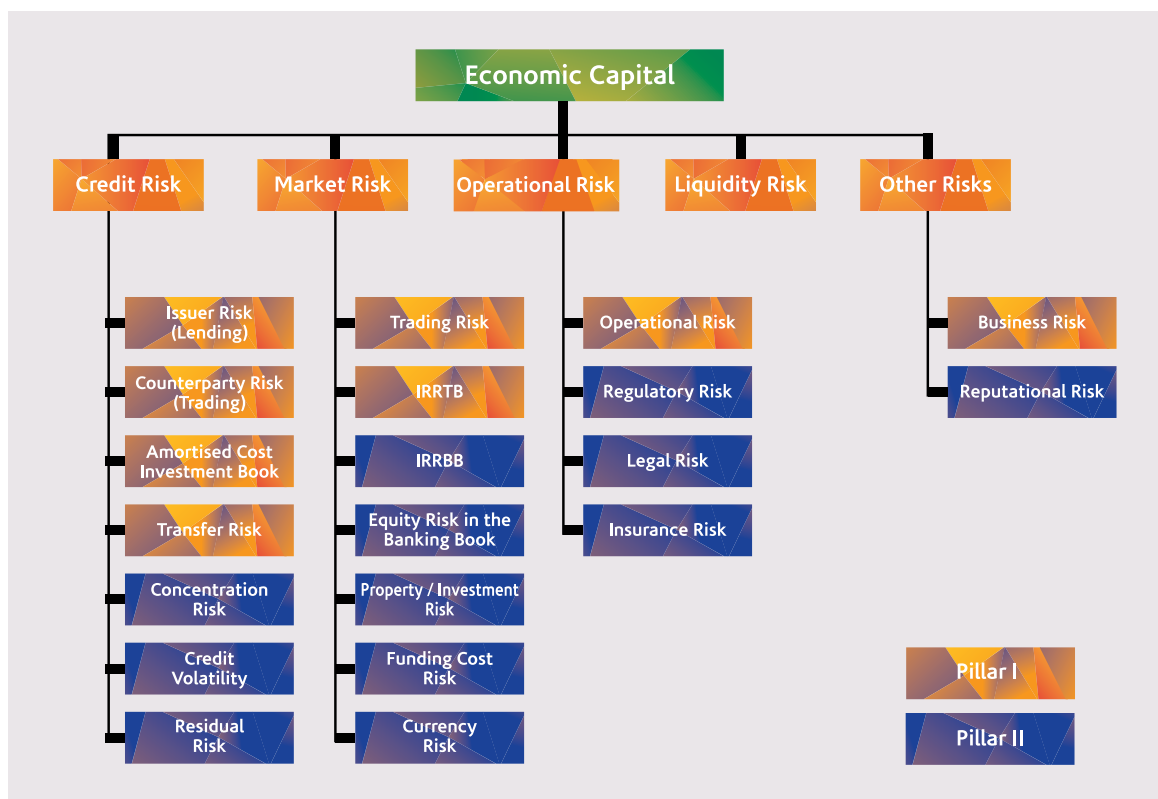 Economic Capital
Credit Risk
Market Risk
Operational Risk
Liquidity Risk
Other Risks
Issuer Risk
(Lending)
Counterparty Risk
(Trading)
Amortised Cost
Investment Book
Transfer Risk
Concentration
Risk
Credit
Volatility
Residual
Risk
Trading Risk
IRRTB
IRRBB
Equity Risk in the
Banking Book
Property / Investment
Risk
Funding Cost
Risk
Currency
Risk
Operational Risk
Regulatory Risk
Legal Risk
Insurance Risk
Business Risk
Reputational Risk
Pillar I
Pillar II